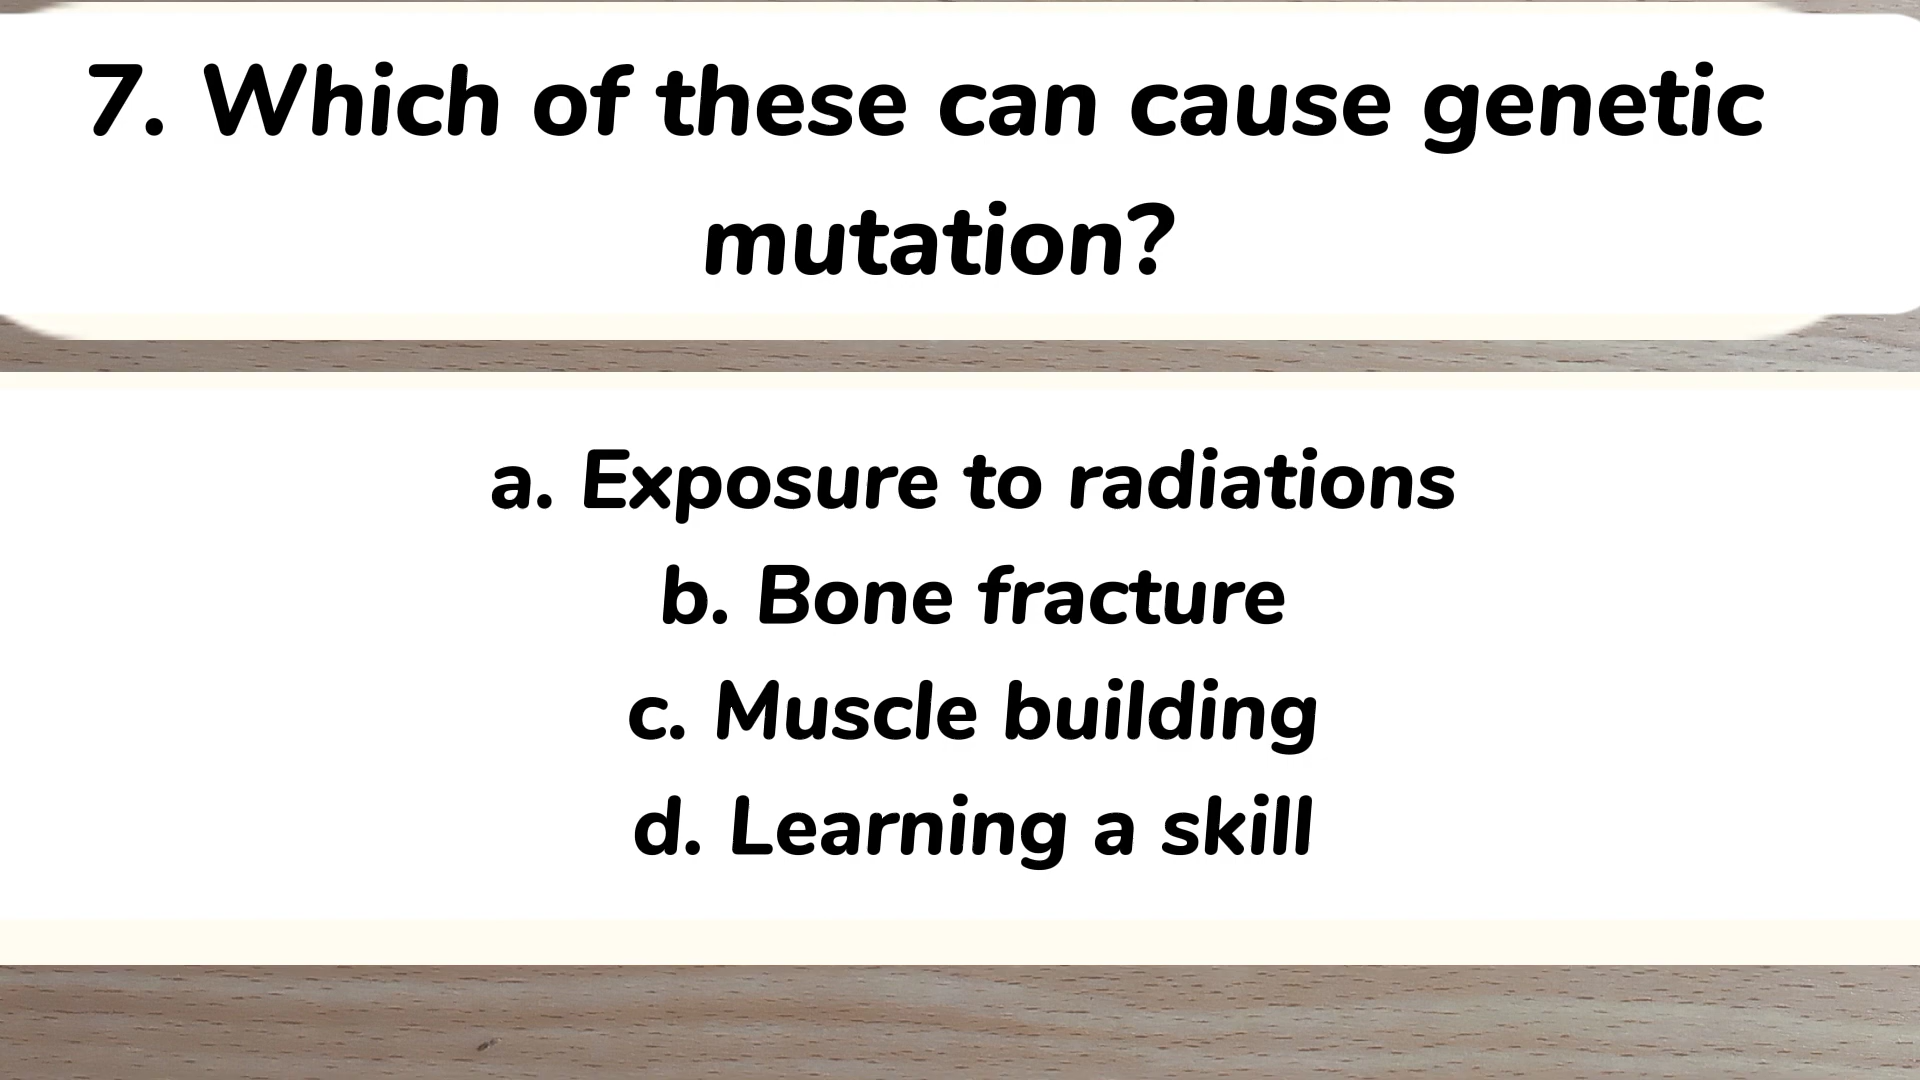 7. Which of these can cause genetic
mutation?
a. Exposure to radiations
b. Bone fracture
c. Muscle building
d. Learning a skill